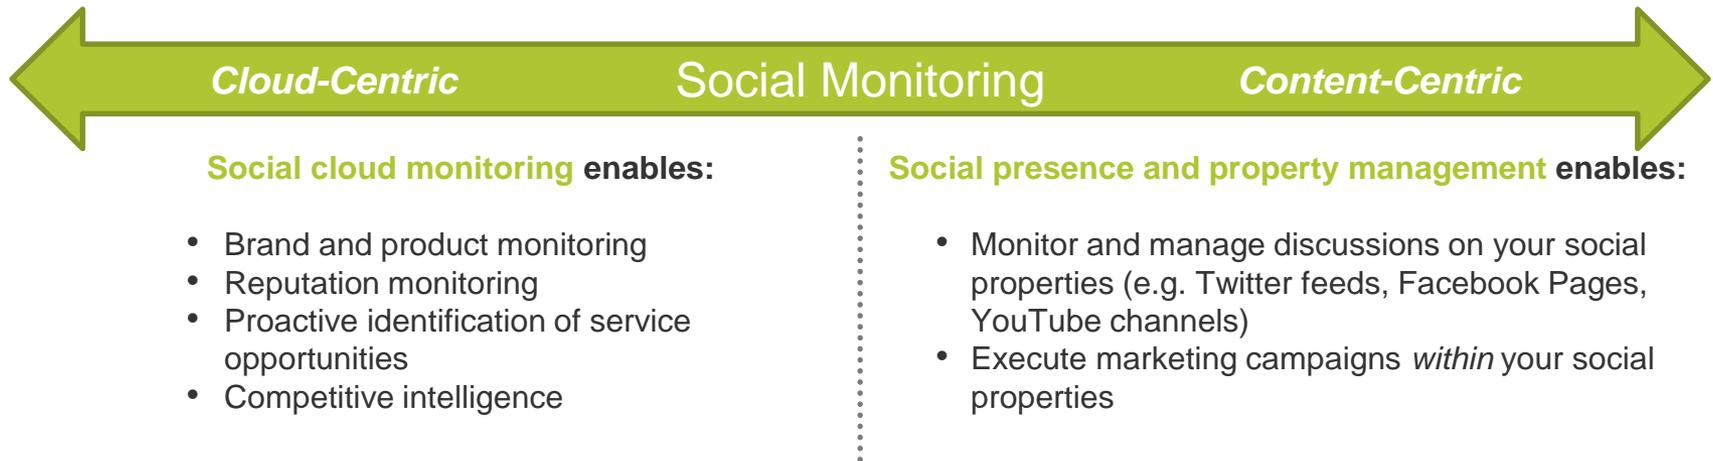 Cloud-Centric Social Monitoring Content-Centric
Social cloud monitoring enables:
• Brand and product monitoring
• Reputation monitoring
• Proactive identification of service
opportunities
• Competitive intelligence
Social presence and property management enables:
• Monitor and manage discussions on your social
properties (e.g. Twitter feeds, Facebook Pages,
YouTube channels)
• Execute marketing campaigns within your social
properties